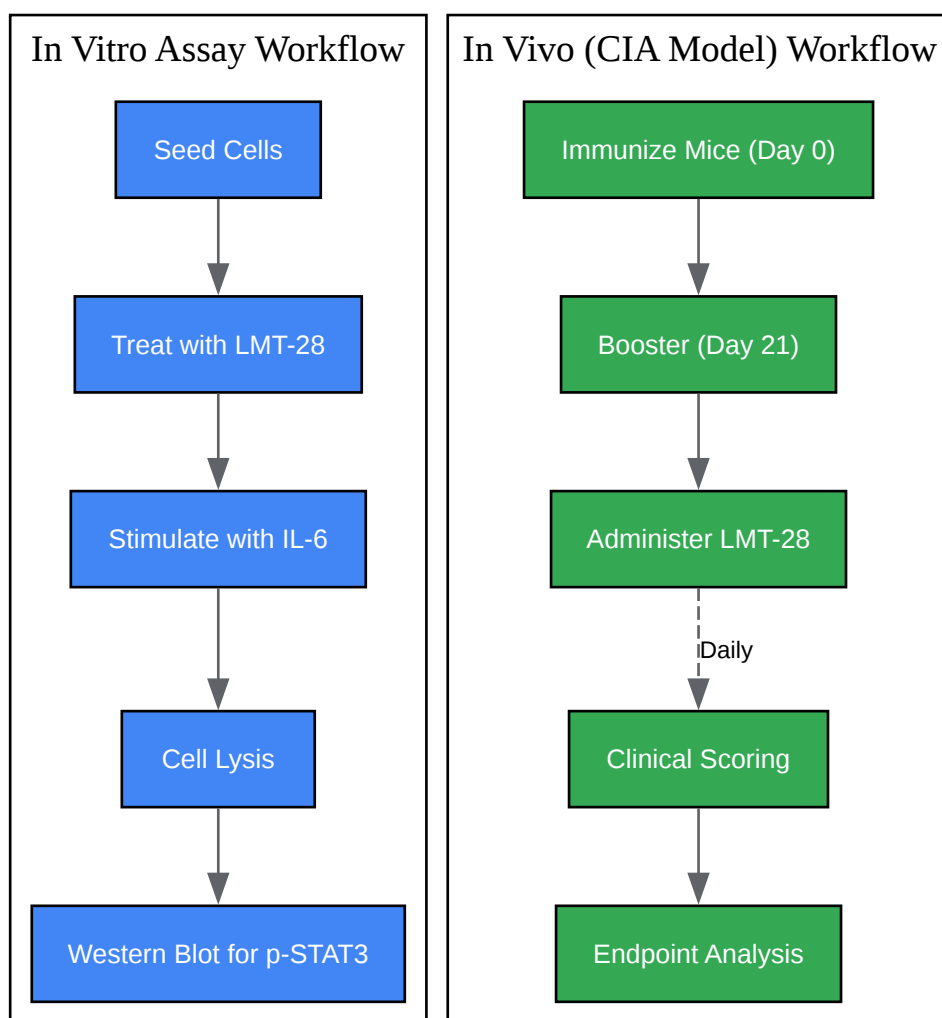 In Vitro Assay Workflow
Seed Cells
Treat with LMT-28
Stimulate with IL-6
Cell Lysis
Western Blot for p-STAT3
In Vivo (CIA Model) Workflow
Immunize Mice (Day 0)
Booster (Day 21)
Administer LMT-28
Daily
Clinical Scoring
Endpoint Analysis